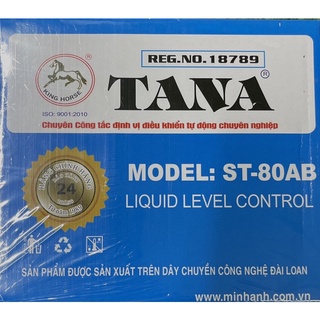 REG.NO.18789
KING HORSE
TANA®
ISO: 9001:2010
Chuyên Công tắc định vị điều khiển tự động chuyên nghiệp
24
MODEL: ST-80AB
LIQUID LEVEL CONTROL
SẢN PHẨM ĐƯỢC SẢN XUẤT TRÊN DÂY CHUYỀN CÔNG NGHỆ ĐÀI LOAN
www.minhanh.com.vn